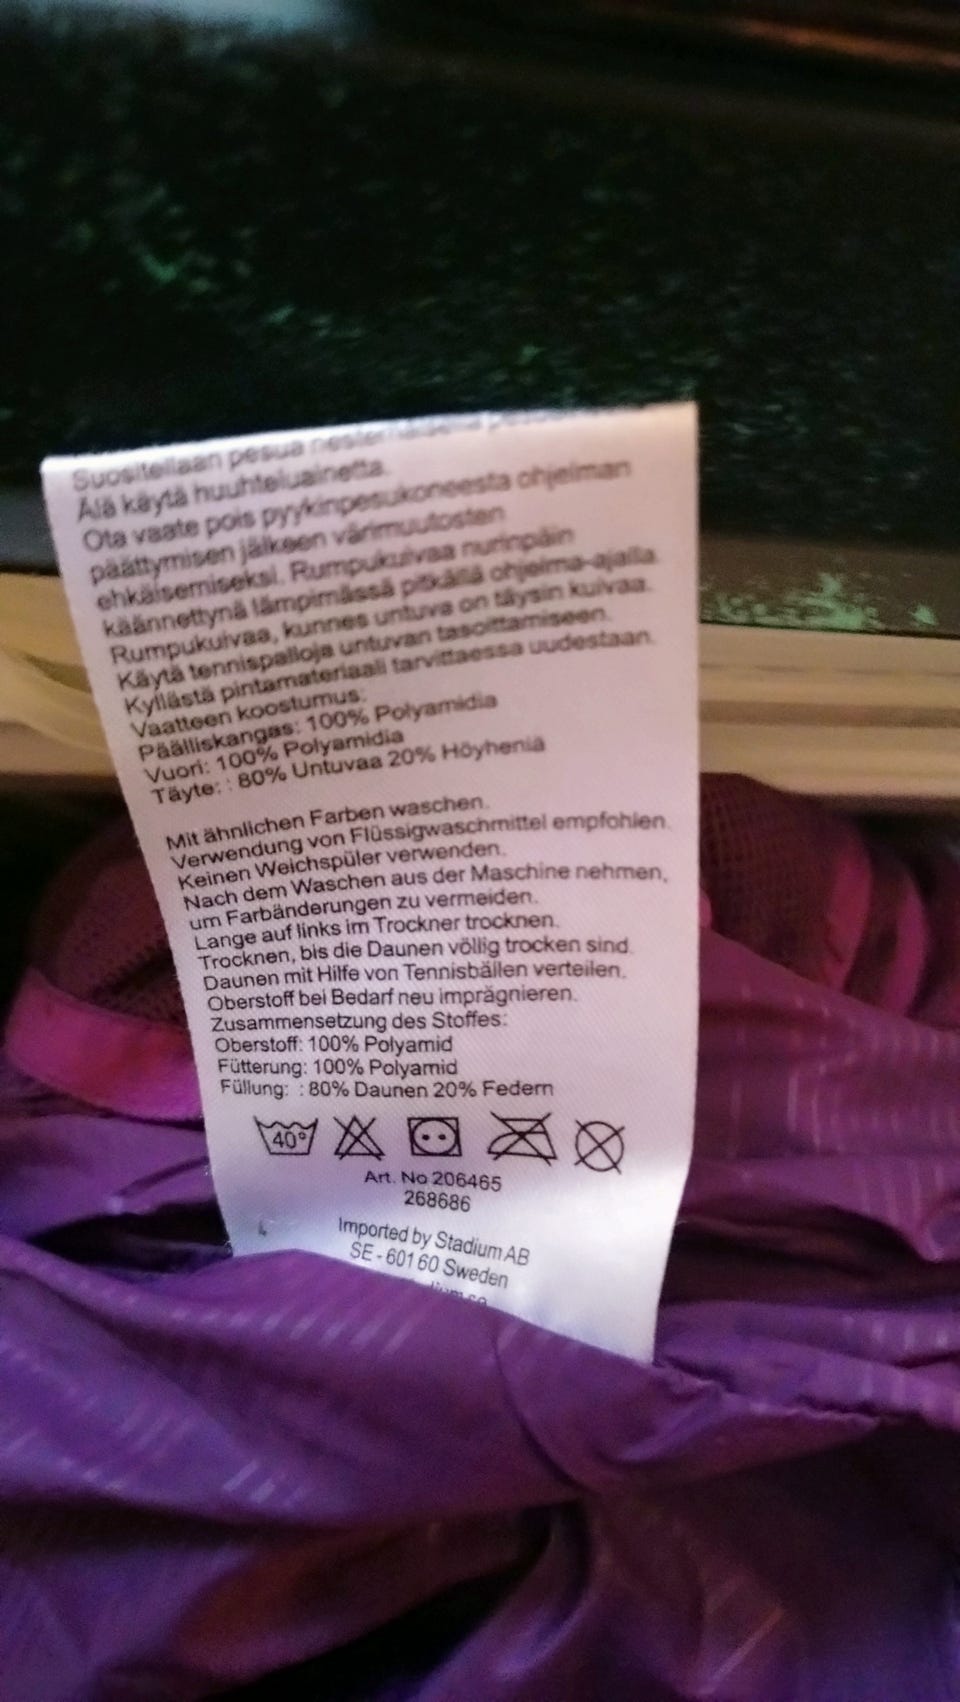 Suositellaan pesua
Älä käytä huuhteluainetta.
Ota vaate pois pyykinpesukoneesta ohjelman
päättymisen jälkeen värimuutosten
ehkäisemiseksi. Rumpukuivaa nurinpäin
käännettynä lämpimässä pitkällä ohjelma-ajalla.
Rumpukuivaa, kunnes untuva on täysin kuivaa.
Käytä tennispalloja untuvan tasoittamiseen.
Kyllästä pintamateriaali tarvittaessa uudestaan.
Vaatteen koostumus:
Päälliskangas: 100% Polyamidia
Vuori: 100% Polyamidia
Täyte: : 80% Untuvaa 20% Höyheniä
Mit ähnlichen Farben waschen.
Verwendung von Flüssigwaschmittel empfohlen.
Keinen Weichspüler verwenden.
Nach dem Waschen aus der Maschine nehmen,
um Farbänderungen zu vermeiden.
Lange auf links im Trockner trocknen.
Trocknen, bis die Daunen völlig trocken sind.
Daunen mit Hilfe von Tennisbällen verteilen.
Oberstoff bei Bedarf neu imprägnieren.
Zusammensetzung des Stoffes:
Oberstoff: 100% Polyamid
Fütterung: 100% Polyamid
Füllung: : 80% Daunen 20% Federn
40°
Art. No 206465
268686
Imported by Stadium AB
SE - 601 60 Sweden